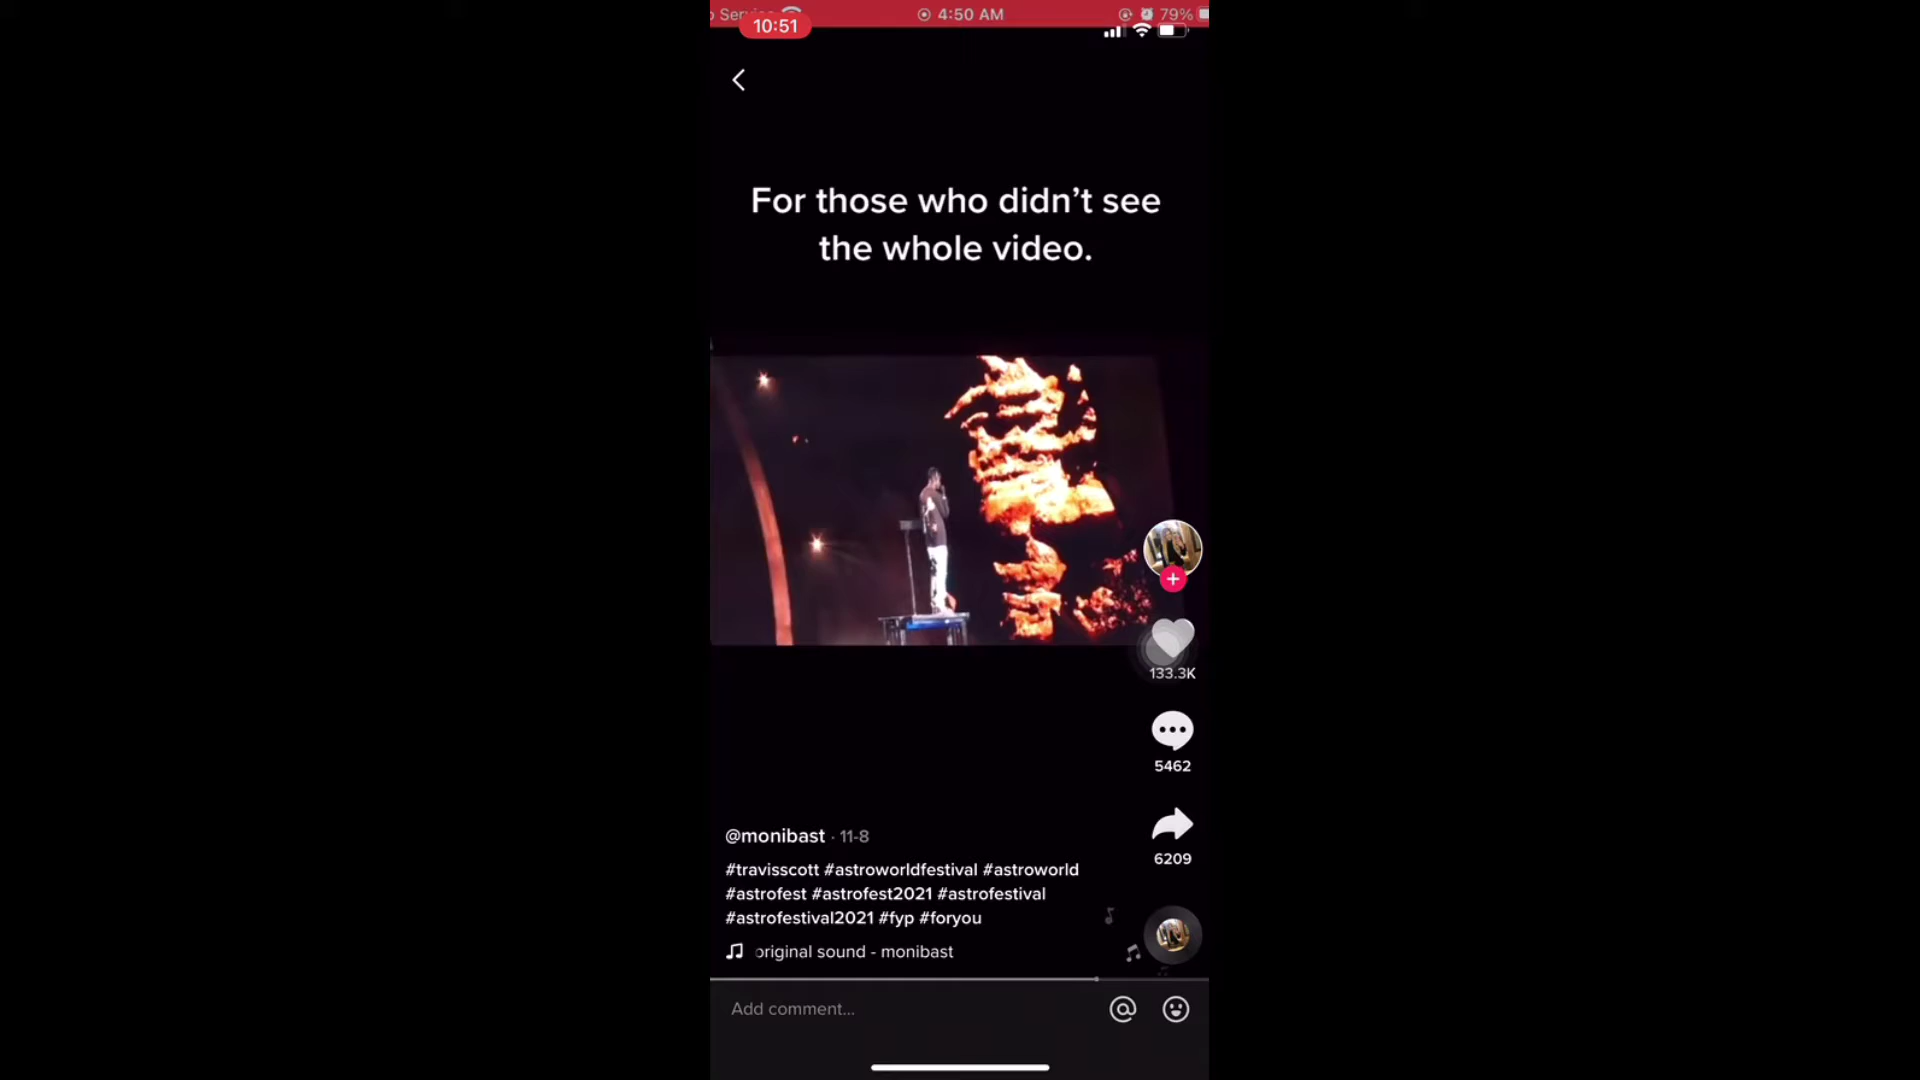 4:50 AM
79%
10:51
For those who didn't see
the whole video.
133.3K
5462
6209
@monibast · 11-8
#travisscott #astroworldfestival #astroworld
#astrofest #astrofest2021 #astrofestival
#astrofestival2021 #fyp #foryou
original sound - monibast
Add comment...